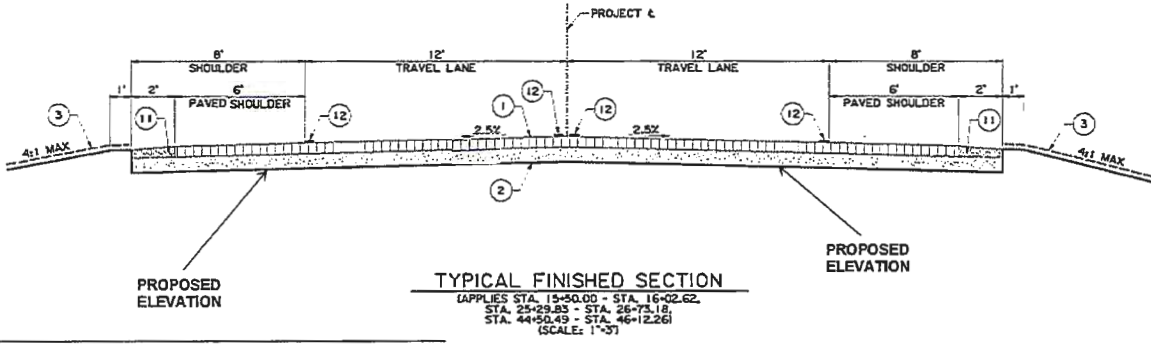 PROJECT ℄
8'
SHOULDER
12'
TRAVEL LANE
12'
TRAVEL LANE
8'
SHOULDER
1'
2'
6'
PAVED SHOULDER
6'
PAVED SHOULDER
2'
1'
3
11
12
1
12
12
12
11
3
2.5%
2.5%
4:1 MAX
4:1 MAX
2
PROPOSED
ELEVATION
PROPOSED
ELEVATION
TYPICAL FINISHED SECTION
(APPLIES STA. 15+50.00 - STA. 16+02.62,
STA. 25+29.83 - STA. 26+73.18,
STA. 44+50.49 - STA. 46+12.26)
(SCALE: 1"=3')